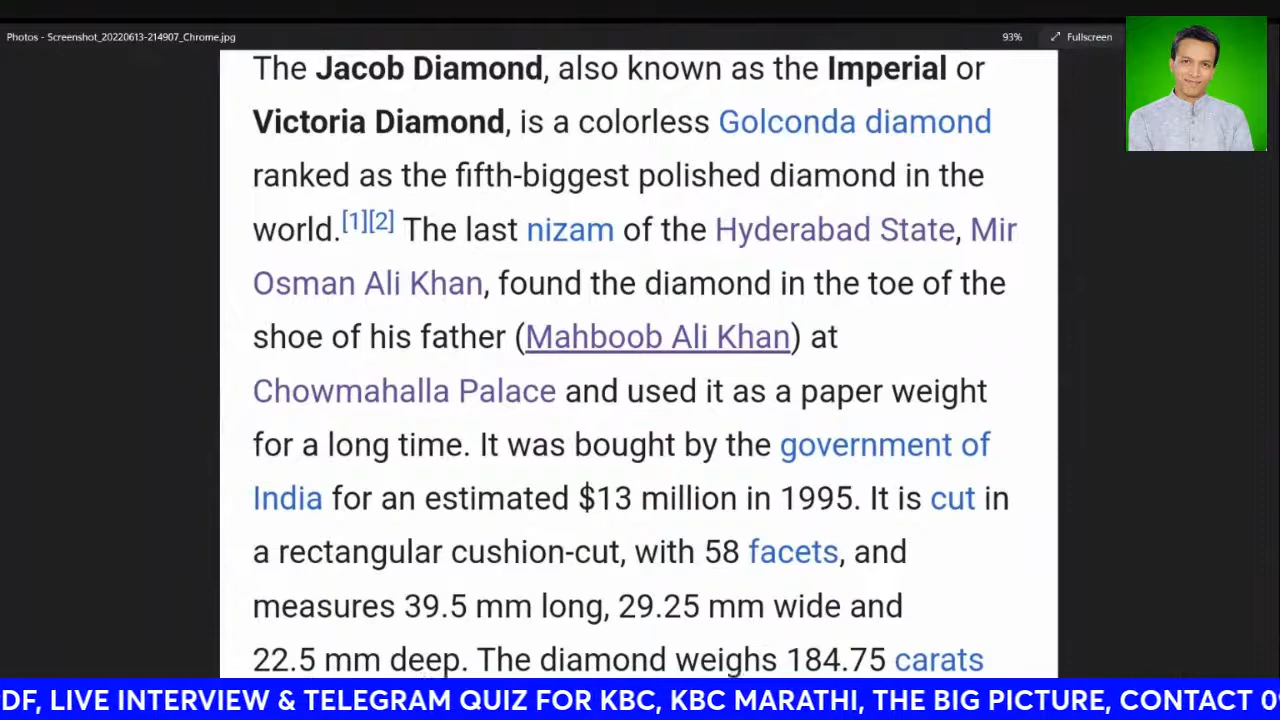 Photos - Screenshot_20220613-214907_Chrome.jpg
93%
Fullscreen
The Jacob Diamond, also known as the Imperial or
Victoria Diamond, is a colorless Golconda diamond
ranked as the fifth-biggest polished diamond in the
world.[1][2] The last nizam of the Hyderabad State, Mir
Osman Ali Khan, found the diamond in the toe of the
shoe of his father (Mahboob Ali Khan) at
Chowmahalla Palace and used it as a paper weight
for a long time. It was bought by the government of
India for an estimated $13 million in 1995. It is cut in
a rectangular cushion-cut, with 58 facets, and
measures 39.5 mm long, 29.25 mm wide and
22.5 mm deep. The diamond weighs 184.75 carats
DF, LIVE INTERVIEW & TELEGRAM QUIZ FOR KBC, KBC MARATHI, THE BIG PICTURE, CONTACT 0